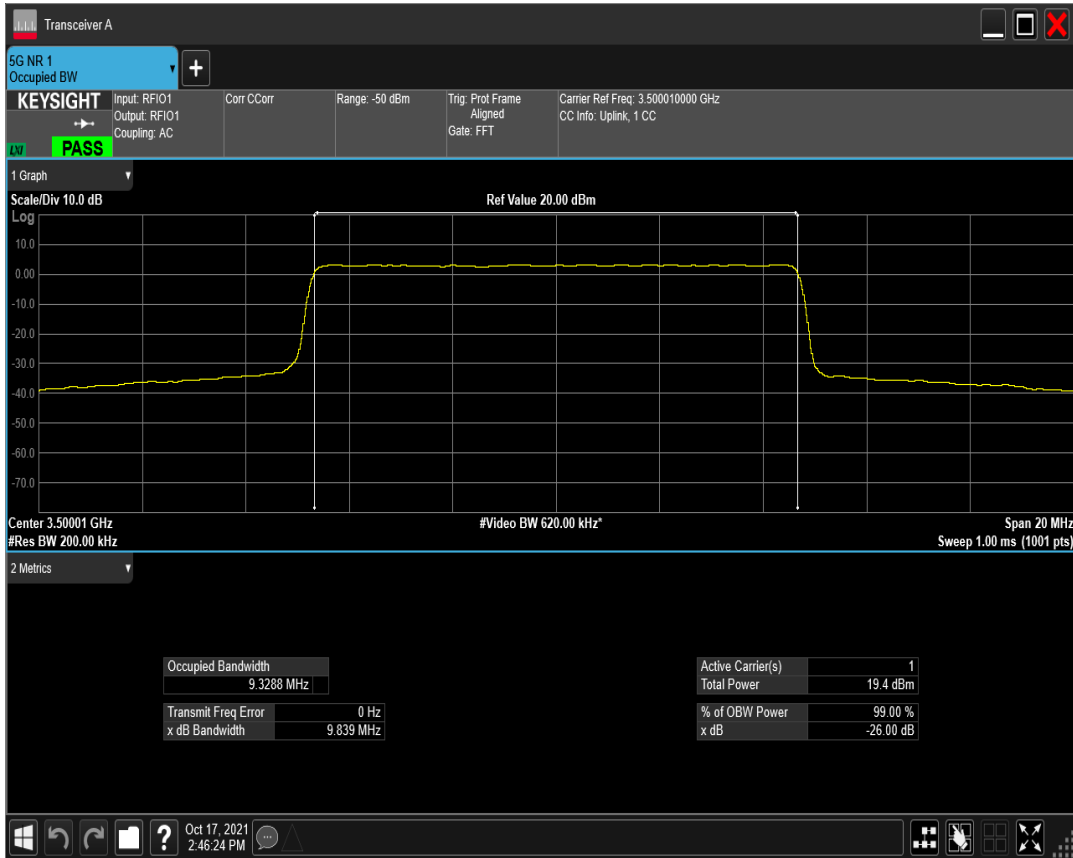 Transceiver A
5G NR 1
Occupied BW
KEYSIGHT
LXI
PASS
Input: RFIO1
Output: RFIO1
Coupling: AC
Corr CCorr
Range: -50 dBm
Trig: Prot Frame
Aligned
Gate: FFT
Carrier Ref Freq: 3.500010000 GHz
CC Info: Uplink, 1 CC
1 Graph
Scale/Div 10.0 dB
Ref Value 20.00 dBm
Log
10.0
0.00
-10.0
-20.0
-30.0
-40.0
-50.0
-60.0
-70.0
Center 3.50001 GHz
#Video BW 620.00 kHz*
Span 20 MHz
#Res BW 200.00 kHz
Sweep 1.00 ms (1001 pts)
2 Metrics
Occupied Bandwidth
9.3288 MHz
Transmit Freq Error 0 Hz
x dB Bandwidth 9.839 MHz
Active Carrier(s) 1
Total Power 19.4 dBm
% of OBW Power 99.00 %
x dB -26.00 dB
Oct 17, 2021
2:46:24 PM